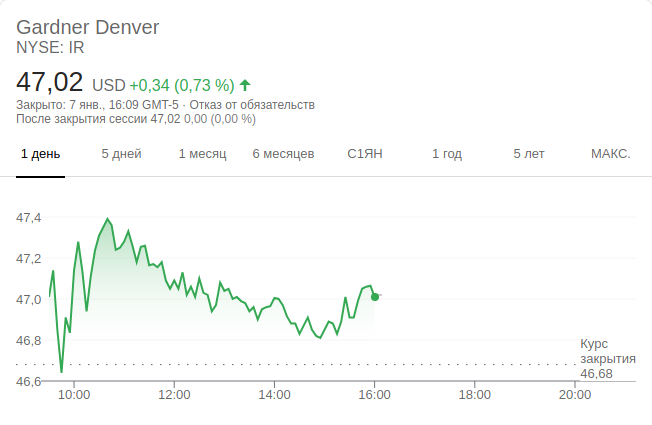 Gardner Denver
NYSE: IR
47,02 USD +0,34 (0,73 %)
Закрыто: 7 янв., 16:09 GMT-5 · Отказ от обязательств
После закрытия сессии 47,02 0,00 (0,00 %)
1 день 5 дней 1 месяц 6 месяцев С1ЯН 1 год 5 лет МАКС.
47,4
47,2
47,0
46,8
Курс
закрытия
46,68
46,6
10:00 12:00 14:00 16:00 18:00 20:00